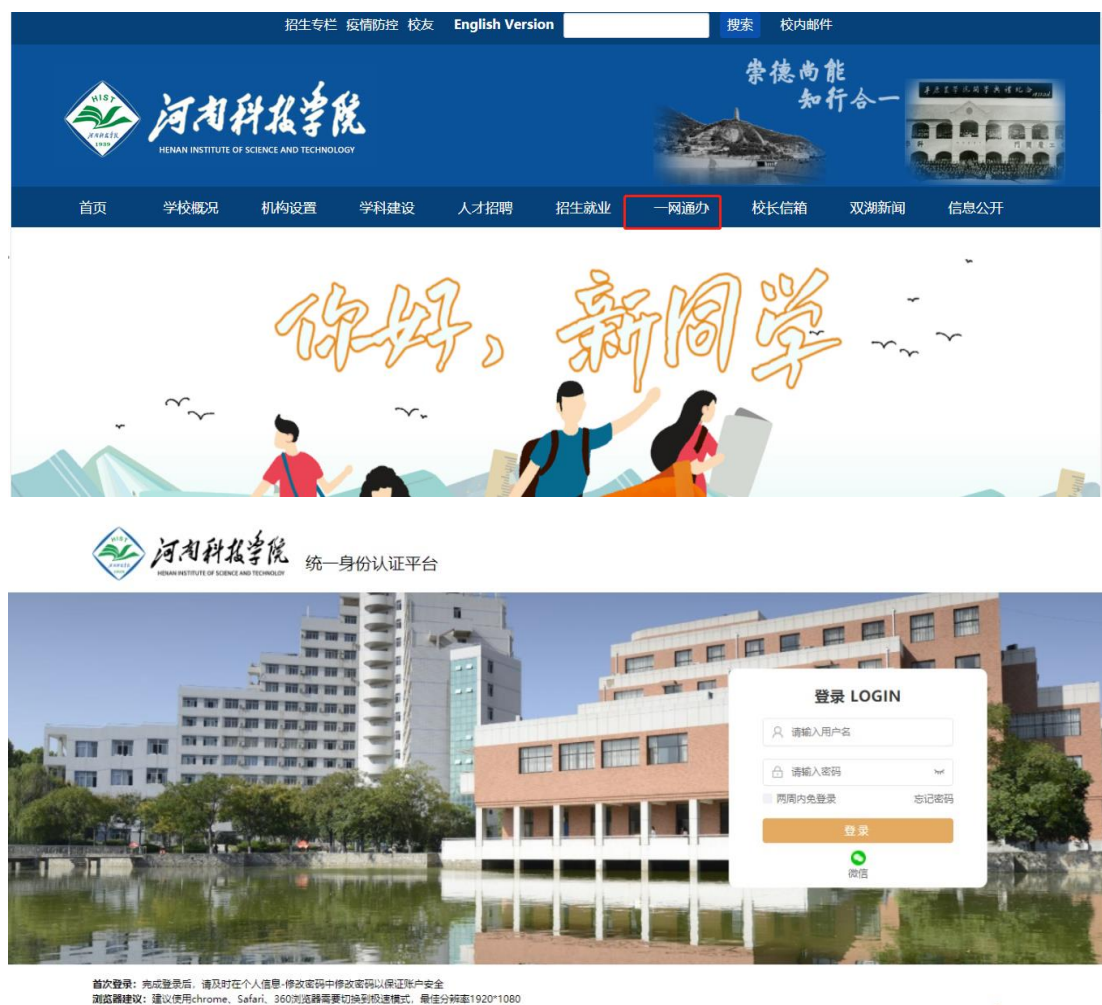 招生专栏 疫情防控 校友 English Version 搜索 校内邮件
崇德尚能
知行合一
HIST
1939
河南科技学院
HENAN INSTITUTE OF SCIENCE AND TECHNOLOGY
首页 学校概况 机构设置 学科建设 人才招聘 招生就业 一网通办 校长信箱 双湖新闻 信息公开
你好、新同学
HIST
1939
河南科技学院
HENAN INSTITUTE OF SCIENCE AND TECHNOLOGY
统一身份认证平台
登录 LOGIN
请输入用户名
请输入密码
两周内免登录 忘记密码
登录
微信
首次登录：完成登录后，请及时在个人信息-修改密码中修改密码以保证账户安全
浏览器建议：建议使用chrome、Safari、360浏览器需要切换到极速模式，最佳分辨率1920*1080